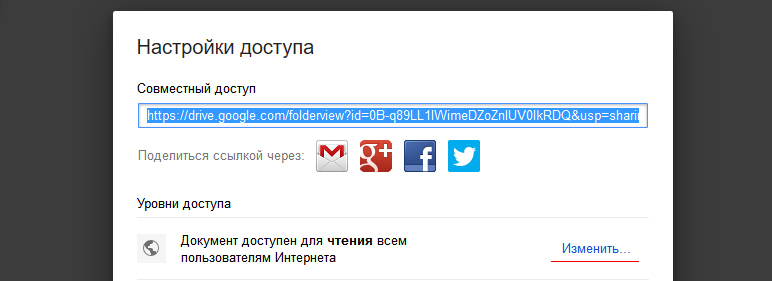 Настройки доступа
Совместный доступ
https://drive.google.com/folderview?id=0B-q89LL1lWimeDZoZnlUV0lkRDQ&usp=sharin
Поделиться ссылкой через:
Уровни доступа
Документ доступен для чтения всем
пользователям Интернета
Изменить...